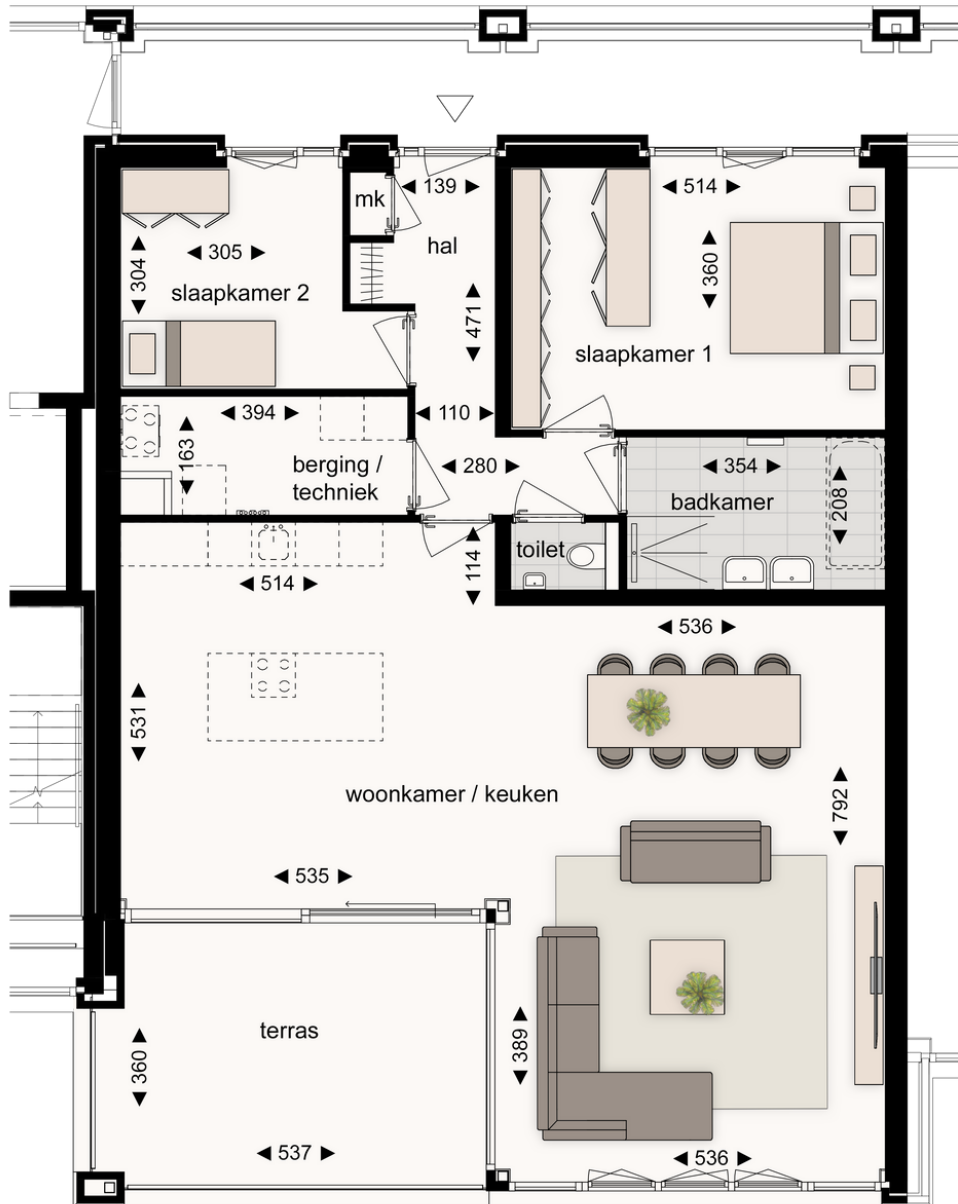 ◄ 139 ►
mk
hal
◄ 514 ►
◄ 305 ►
◄ 304 ►
slaapkamer 2
◄ 360 ►
◄ 471 ►
slaapkamer 1
◄ 394 ►
◄ 110 ►
◄ 163 ►
berging /
techniek
◄ 280 ►
◄ 354 ►
badkamer
◄ 208 ►
toilet
◄ 114 ►
◄ 514 ►
◄ 536 ►
◄ 531 ►
woonkamer / keuken
◄ 792 ►
◄ 535 ►
terras
◄ 360 ►
◄ 389 ►
◄ 537 ►
◄ 536 ►